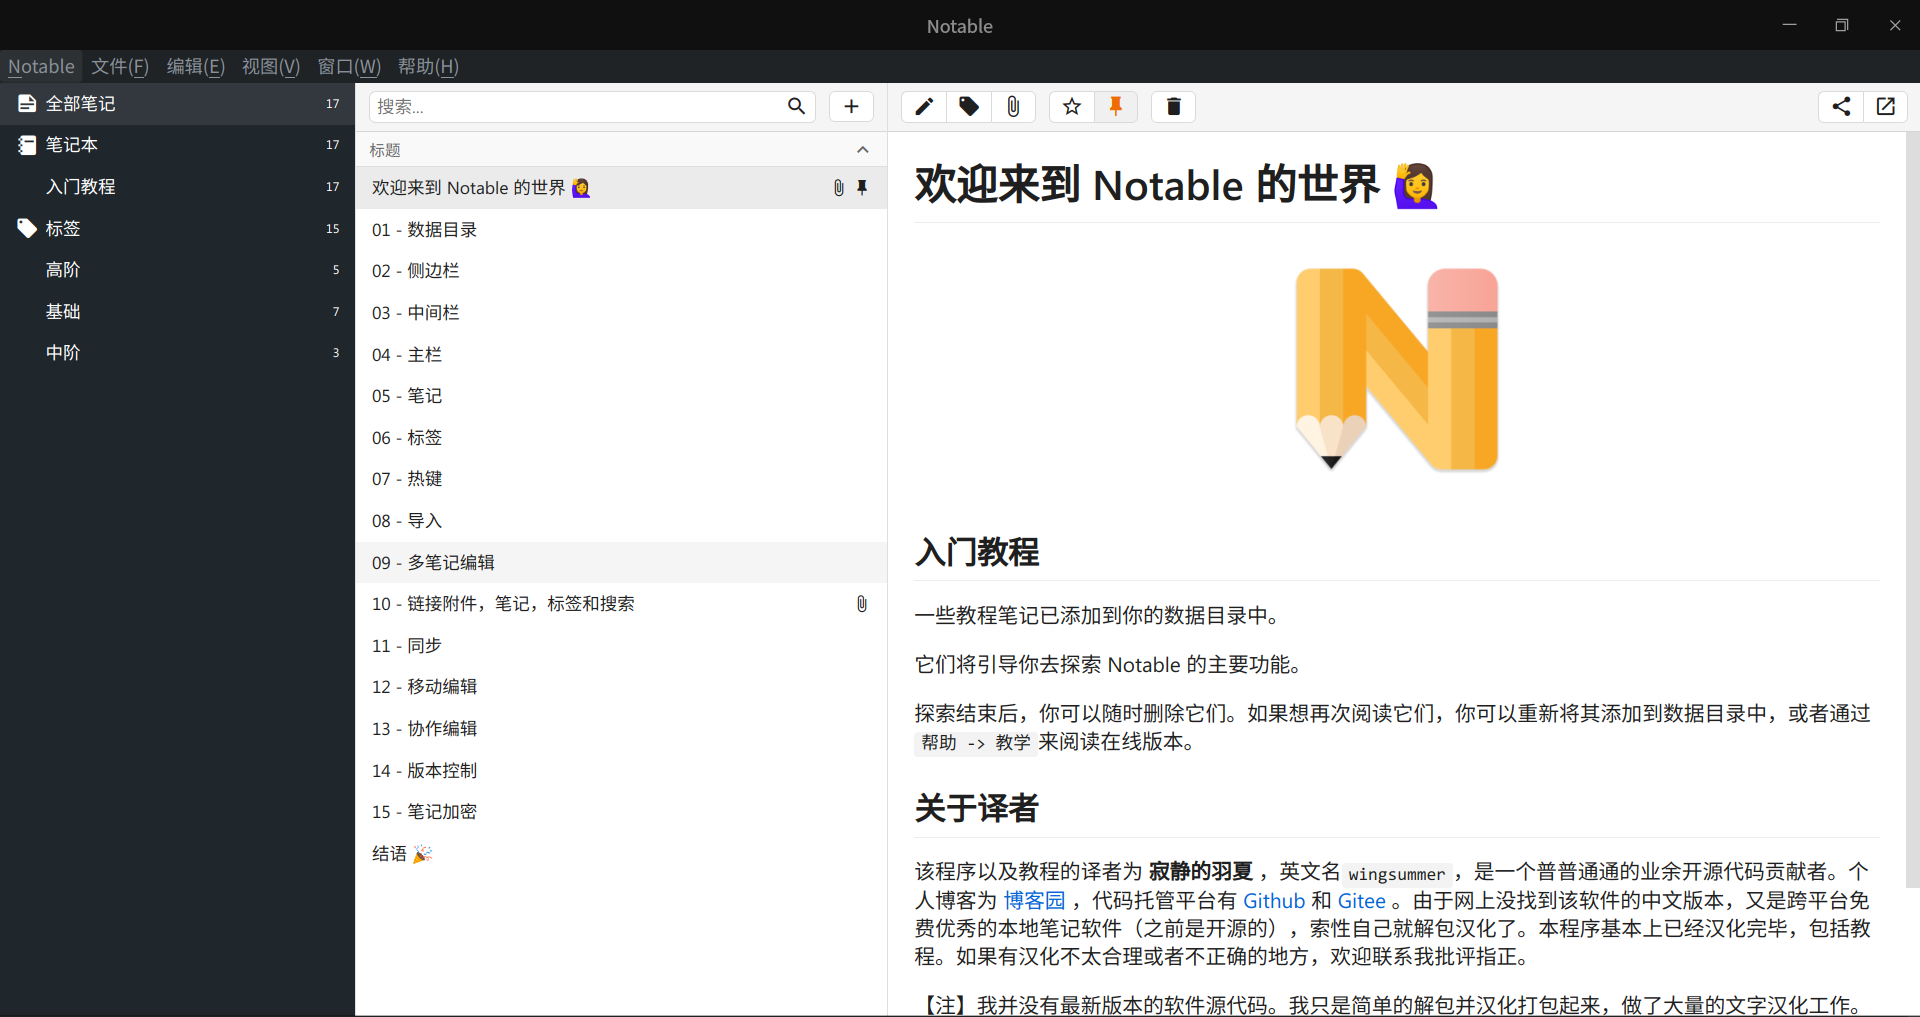 Notable
Notable 文件(F) 编辑(E) 视图(V) 窗口(W) 帮助(H)
全部笔记 17
笔记本 17
入门教程 17
标签 15
高阶 5
基础 7
中阶 3
搜索...
标题
欢迎来到 Notable 的世界 🙋‍♀️
01 - 数据目录
02 - 侧边栏
03 - 中间栏
04 - 主栏
05 - 笔记
06 - 标签
07 - 热键
08 - 导入
09 - 多笔记编辑
10 - 链接附件，笔记，标签和搜索
11 - 同步
12 - 移动编辑
13 - 协作编辑
14 - 版本控制
15 - 笔记加密
结语 🎉
欢迎来到 Notable 的世界 🙋‍♀️
入门教程
一些教程笔记已添加到你的数据目录中。
它们将引导你去探索 Notable 的主要功能。
探索结束后，你可以随时删除它们。如果想再次阅读它们，你可以重新将其添加到数据目录中，或者通过
帮助 -> 教学 来阅读在线版本。
关于译者
该程序以及教程的译者为 寂静的羽夏 ，英文名 wingsummer ，是一个普普通通的业余开源代码贡献者。个
人博客为 博客园 ，代码托管平台有 Github 和 Gitee 。由于网上没找到该软件的中文版本，又是跨平台免
费优秀的本地笔记软件（之前是开源的），索性自己就解包汉化了。本程序基本上已经汉化完毕，包括教
程。如果有汉化不太合理或者不正确的地方，欢迎联系我批评指正。
【注】我并没有最新版本的软件源代码。我只是简单的解包并汉化打包起来，做了大量的文字汉化工作。